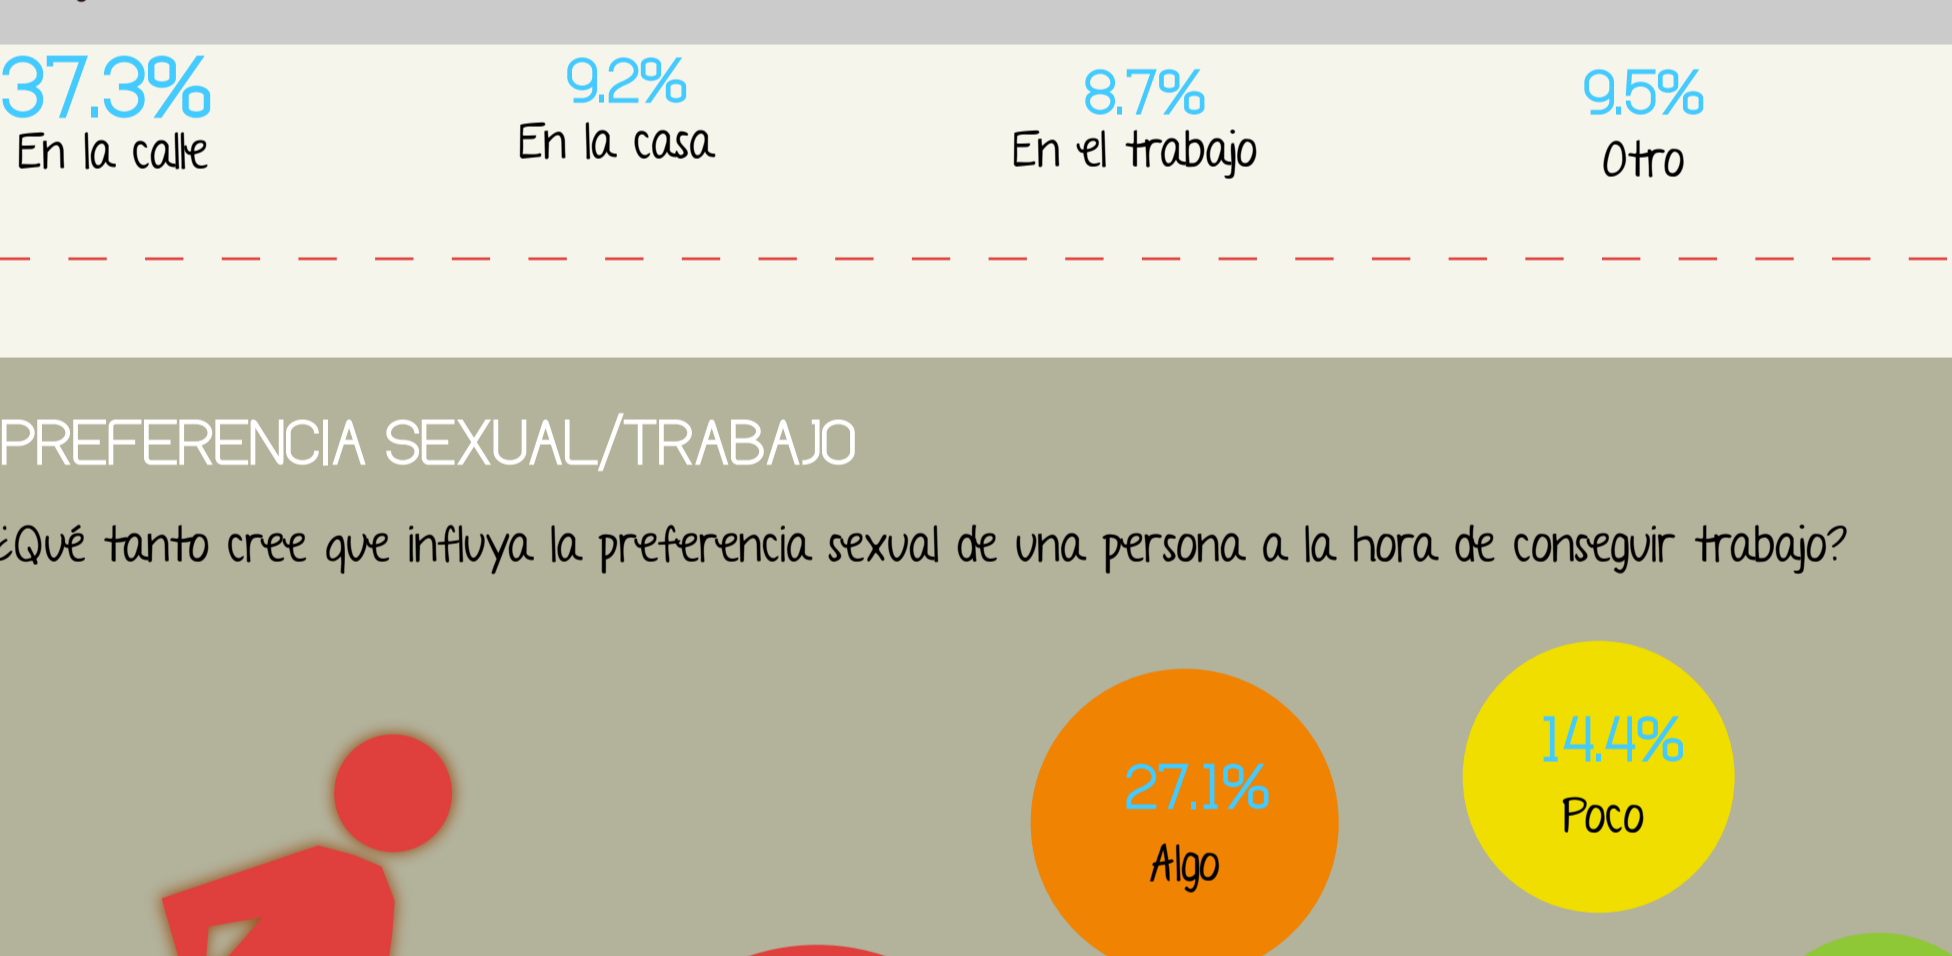 37.3% 9.2% 8.7% 9.5%
En la calle En la casa En el trabajo Otro
PREFERENCIA SEXUAL/TRABAJO
¿Qué tanto cree que influya la preferencia sexual de una persona a la hora de conseguir trabajo?
14.4%
Poco
27.1%
Algo